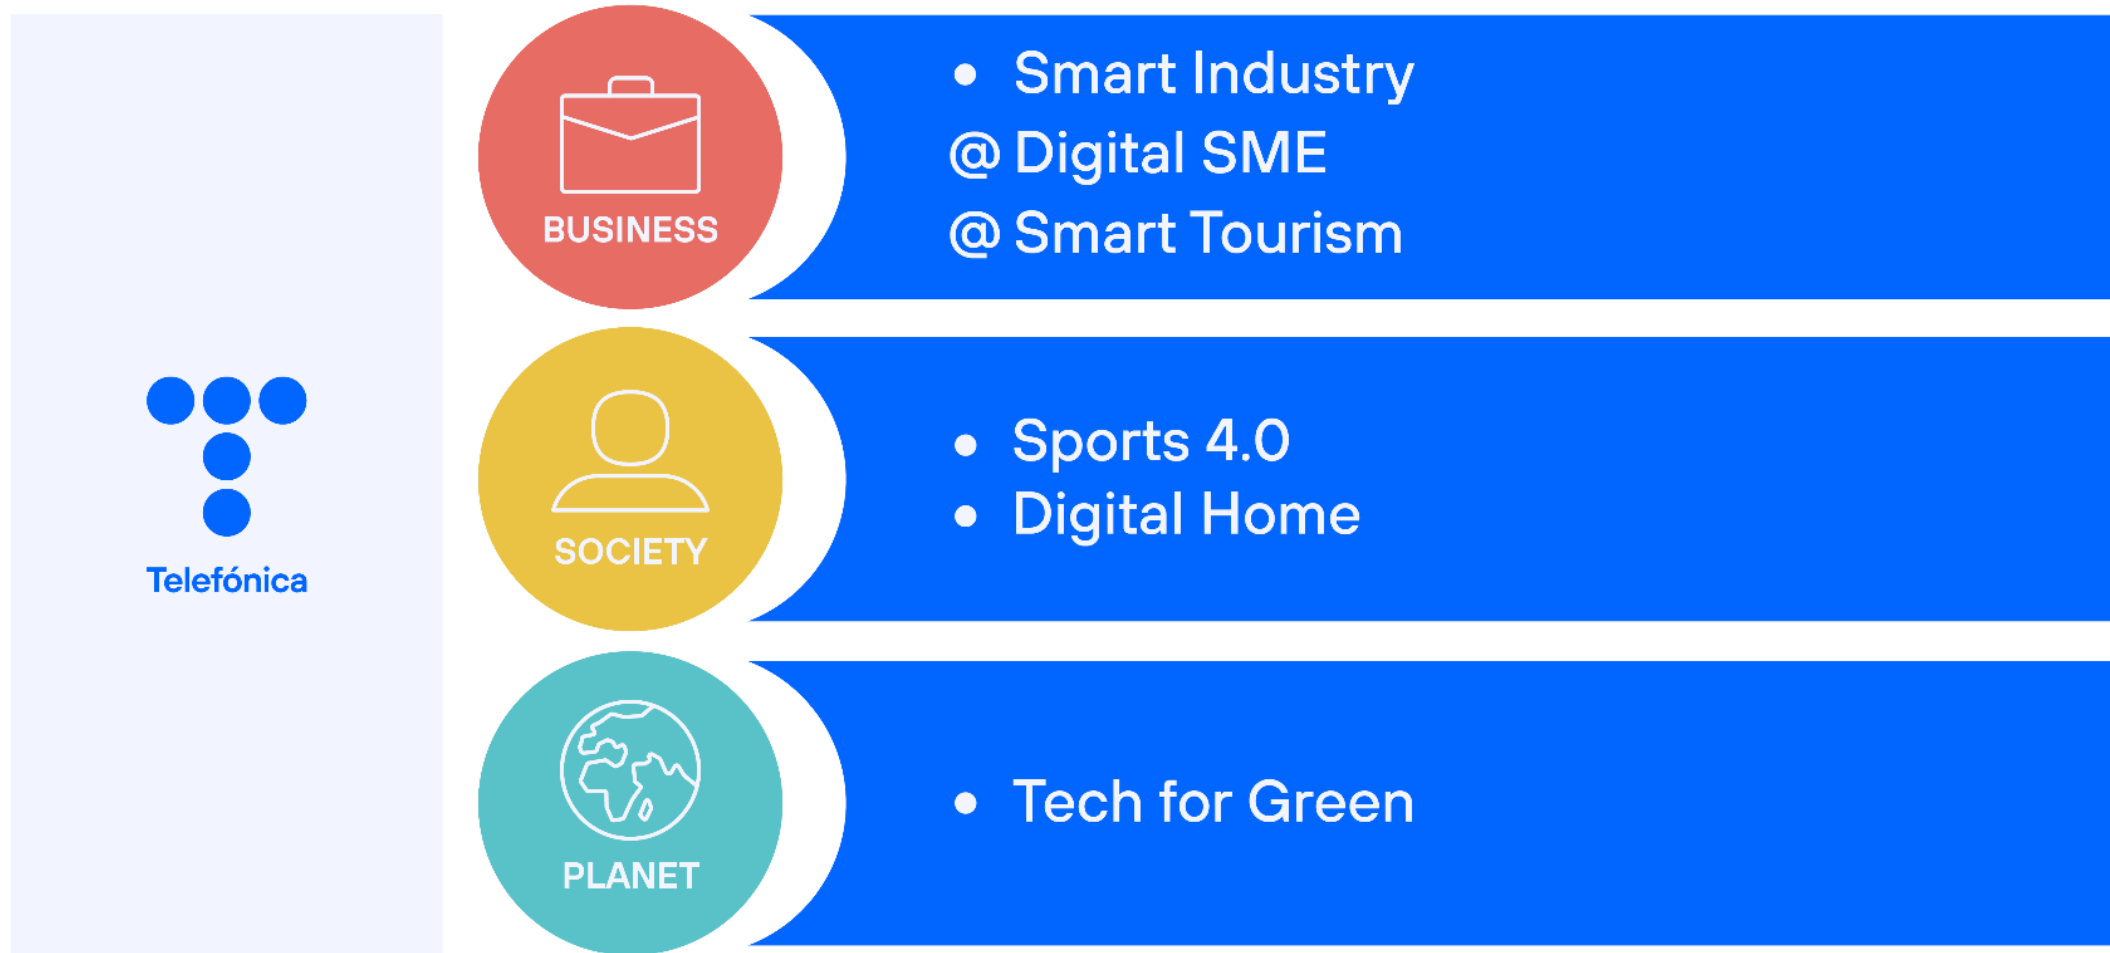 Telefónica
BUSINESS
• Smart Industry
@ Digital SME
@ Smart Tourism
SOCIETY
• Sports 4.0
• Digital Home
PLANET
• Tech for Green